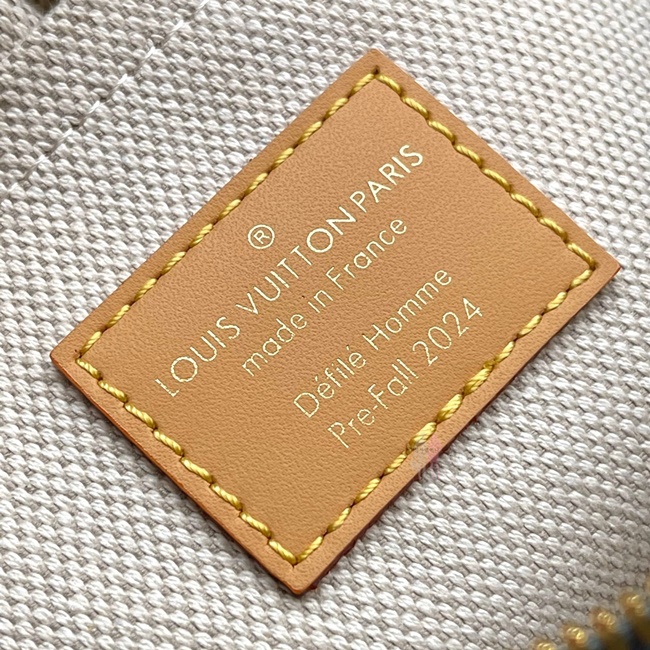 ®
LOUIS VUITTON PARIS
made in France
Défilé Homme
Pre-Fall 2024